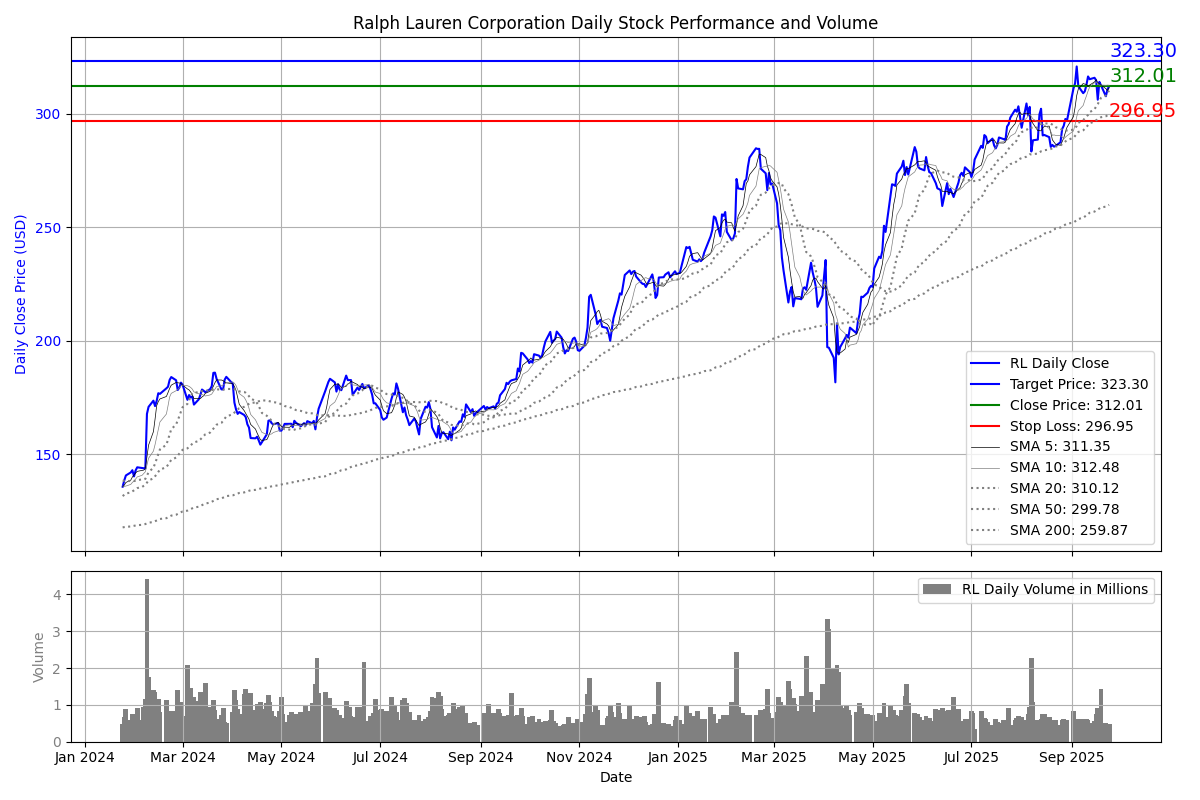 Ralph Lauren Corporation Daily Stock Performance and Volume
323.30
312.01
296.95
300
250
200
150
Daily Close Price (USD)
RL Daily Close
Target Price: 323.30
Close Price: 312.01
Stop Loss: 296.95
SMA 5: 311.35
SMA 10: 312.48
SMA 20: 310.12
SMA 50: 299.78
SMA 200: 259.87
RL Daily Volume in Millions
4
3
2
1
0
Volume
Jan 2024 Mar 2024 May 2024 Jul 2024 Sep 2024 Nov 2024 Jan 2025 Mar 2025 May 2025 Jul 2025 Sep 2025
Date